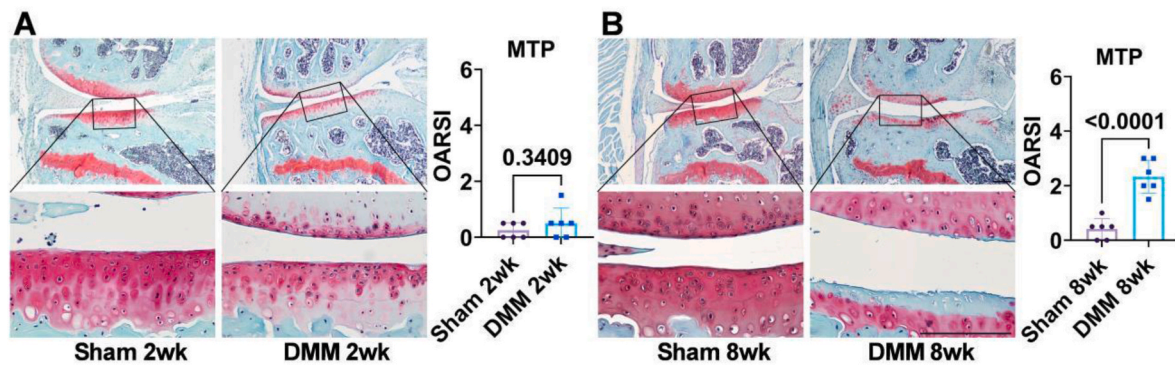 A
MTP
OARSI
6
4
2
0
0.3409
Sham 2wk
DMM 2wk
Sham 2wk
DMM 2wk
B
MTP
OARSI
6
4
2
0
<0.0001
Sham 8wk
DMM 8wk
Sham 8wk
DMM 8wk